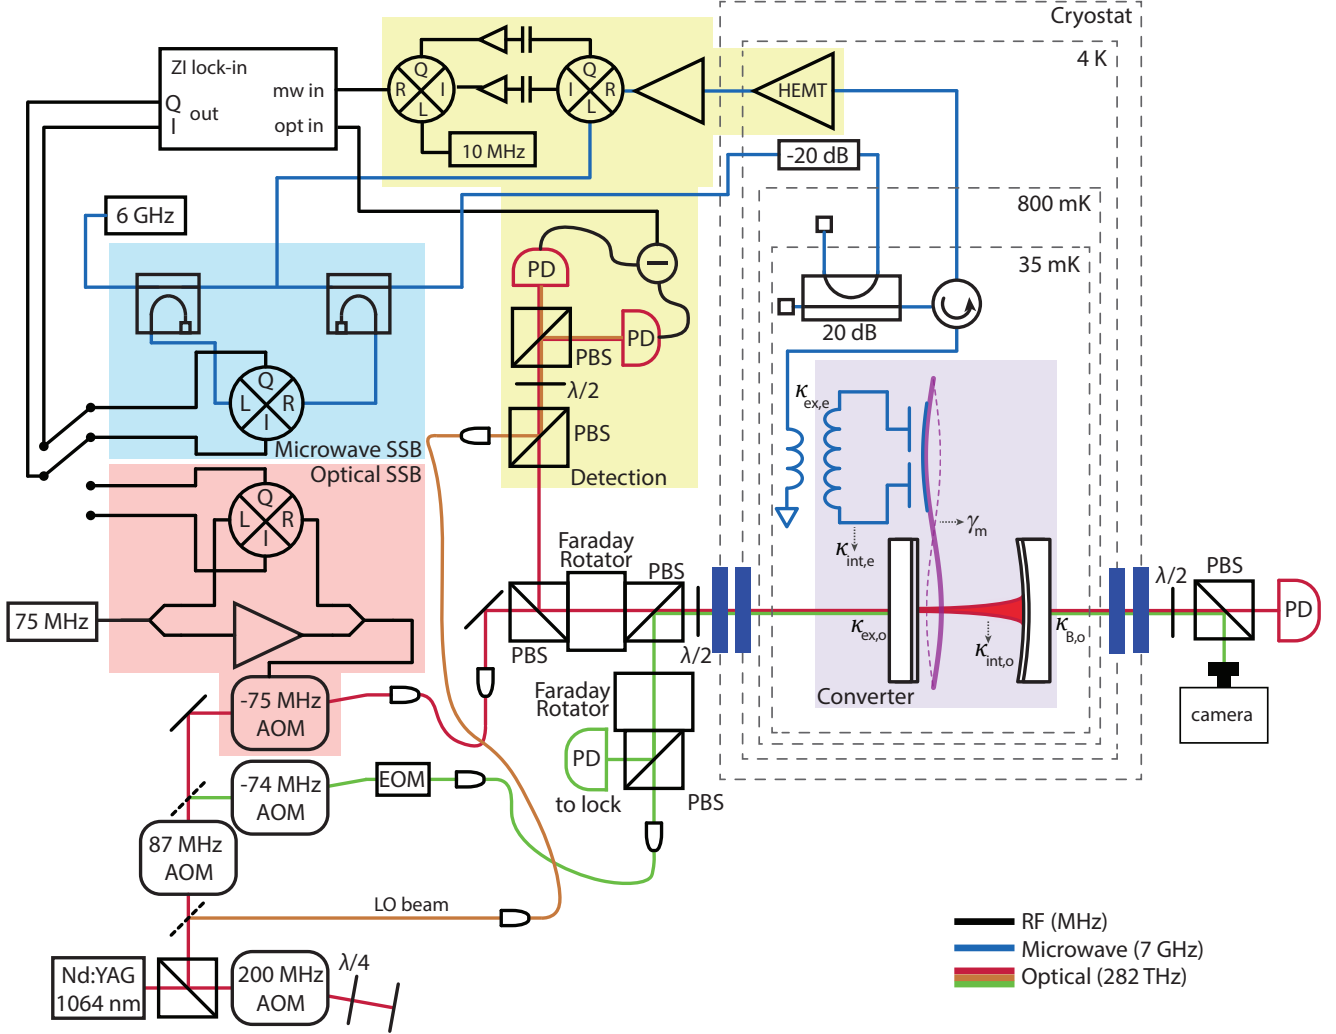 Cryostat
4 K
800 mK
35 mK
ZI lock-in
mw in
Q
out
I
opt in
Q
R
I
L
Q
I
R
L
HEMT
10 MHz
-20 dB
6 GHz
20 dB
PD
−
PD
PBS
λ/2
PBS
Detection
Q
L
R
I
Microwave SSB
Optical SSB
Q
L
R
I
75 MHz
κex,e
κint,e
γm
κex,o
κint,o
κB,o
Converter
Faraday
Rotator
PBS
PBS
λ/2
λ/2
PBS
PD
camera
Faraday
Rotator
PD
to lock
PBS
-75 MHz
AOM
-74 MHz
AOM
EOM
87 MHz
AOM
LO beam
Nd:YAG
1064 nm
200 MHz
AOM
λ/4
RF (MHz)
Microwave (7 GHz)
Optical (282 THz)